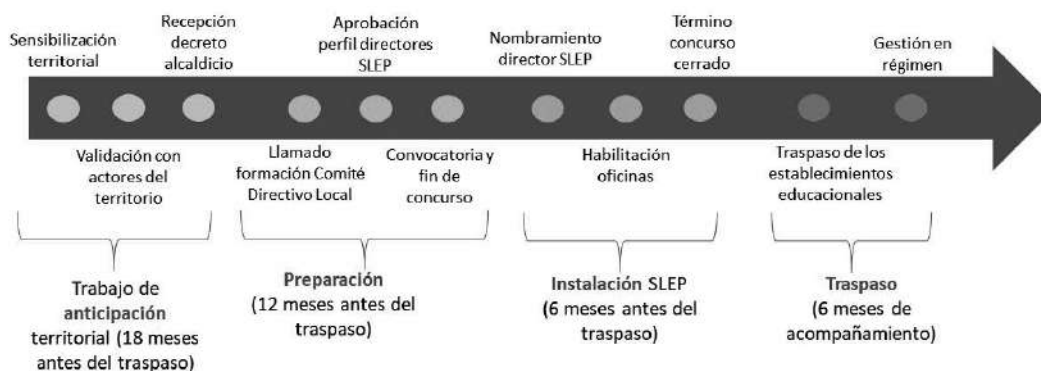 Sensibilización
territorial
Recepción
decreto
alcaldicio
Aprobación
perfil directores
SLEP
Nombramiento
director SLEP
Término
concurso
cerrado
Gestión en
régimen
Validación con
actores del
territorio
Llamado
formación Comité
Directivo Local
Convocatoria y
fin de
concurso
Habilitación
oficinas
Traspaso de los
establecimientos
educacionales
Trabajo de
anticipación
territorial (18 meses
antes del traspaso)
Preparación
(12 meses antes del
traspaso)
Instalación SLEP
(6 meses antes del
traspaso)
Traspaso
(6 meses de
acompañamiento)